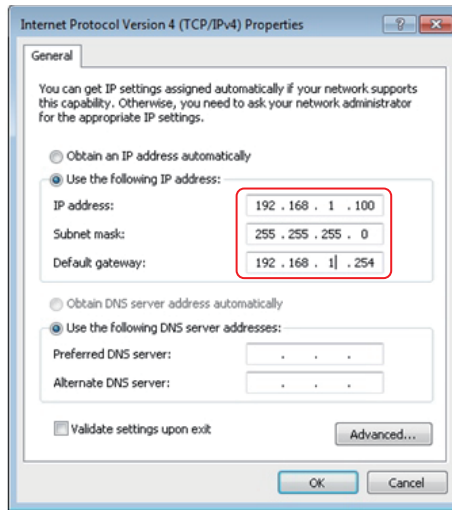 Internet Protocol Version 4 (TCP/IPv4) Properties
General
You can get IP settings assigned automatically if your network supports
this capability. Otherwise, you need to ask your network administrator
for the appropriate IP settings.
Obtain an IP address automatically
Use the following IP address:
IP address: 192 . 168 . 1 . 100
Subnet mask: 255 . 255 . 255 . 0
Default gateway: 192 . 168 . 1 . 254
Obtain DNS server address automatically
Use the following DNS server addresses:
Preferred DNS server: . . .
Alternate DNS server: . . .
Validate settings upon exit
Advanced...
OK Cancel